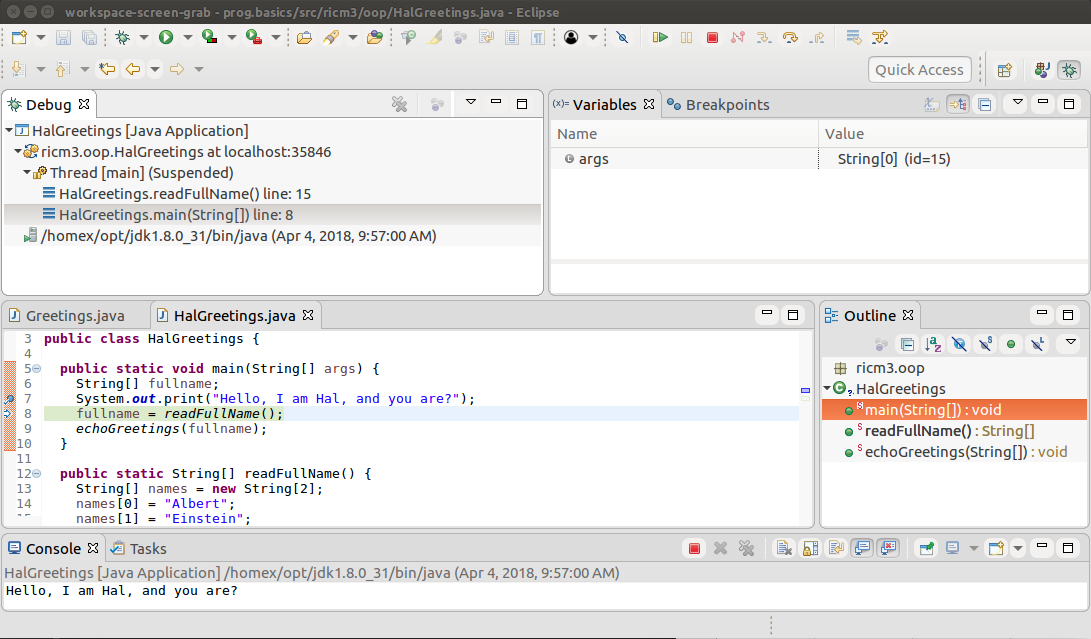 workspace-screen-grab - prog.basics/src/ricm3/oop/HalGreetings.java - Eclipse
Quick Access
Debug
HalGreetings [Java Application]
ricm3.oop.HalGreetings at localhost:35846
Thread [main] (Suspended)
HalGreetings.readFullName() line: 15
HalGreetings.main(String[]) line: 8
/homex/opt/jdk1.8.0_31/bin/java (Apr 4, 2018, 9:57:00 AM)
(x)= Variables Breakpoints
Name Value
args String[0] (id=15)
Greetings.java HalGreetings.java
3 public class HalGreetings {
4
5 public static void main(String[] args) {
6 String[] fullname;
7 System.out.print("Hello, I am Hal, and you are?");
8 fullname = readFullName();
9 echoGreetings(fullname);
10 }
11
12 public static String[] readFullName() {
13 String[] names = new String[2];
14 names[0] = "Albert";
15 names[1] = "Einstein";
Outline
ricm3.oop
HalGreetings
main(String[]) : void
readFullName() : String[]
echoGreetings(String[]) : void
Console Tasks
HalGreetings [Java Application] /homex/opt/jdk1.8.0_31/bin/java (Apr 4, 2018, 9:57:00 AM)
Hello, I am Hal, and you are?